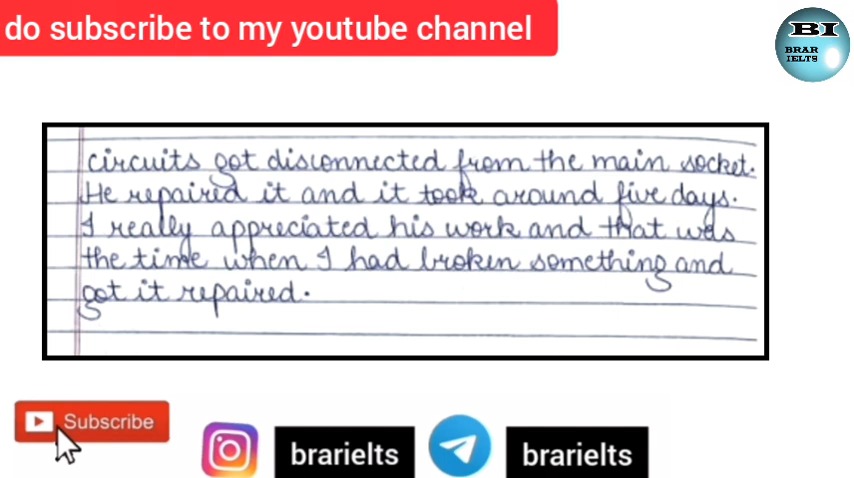 do subscribe to my youtube channel
BI
BRAR
IELTS
circuits got disconnected from the main socket.
He repaired it and it took around five days.
I really appreciated his work and that was
the time when I had broken something and
got it repaired.
Subscribe
brarielts
brarielts